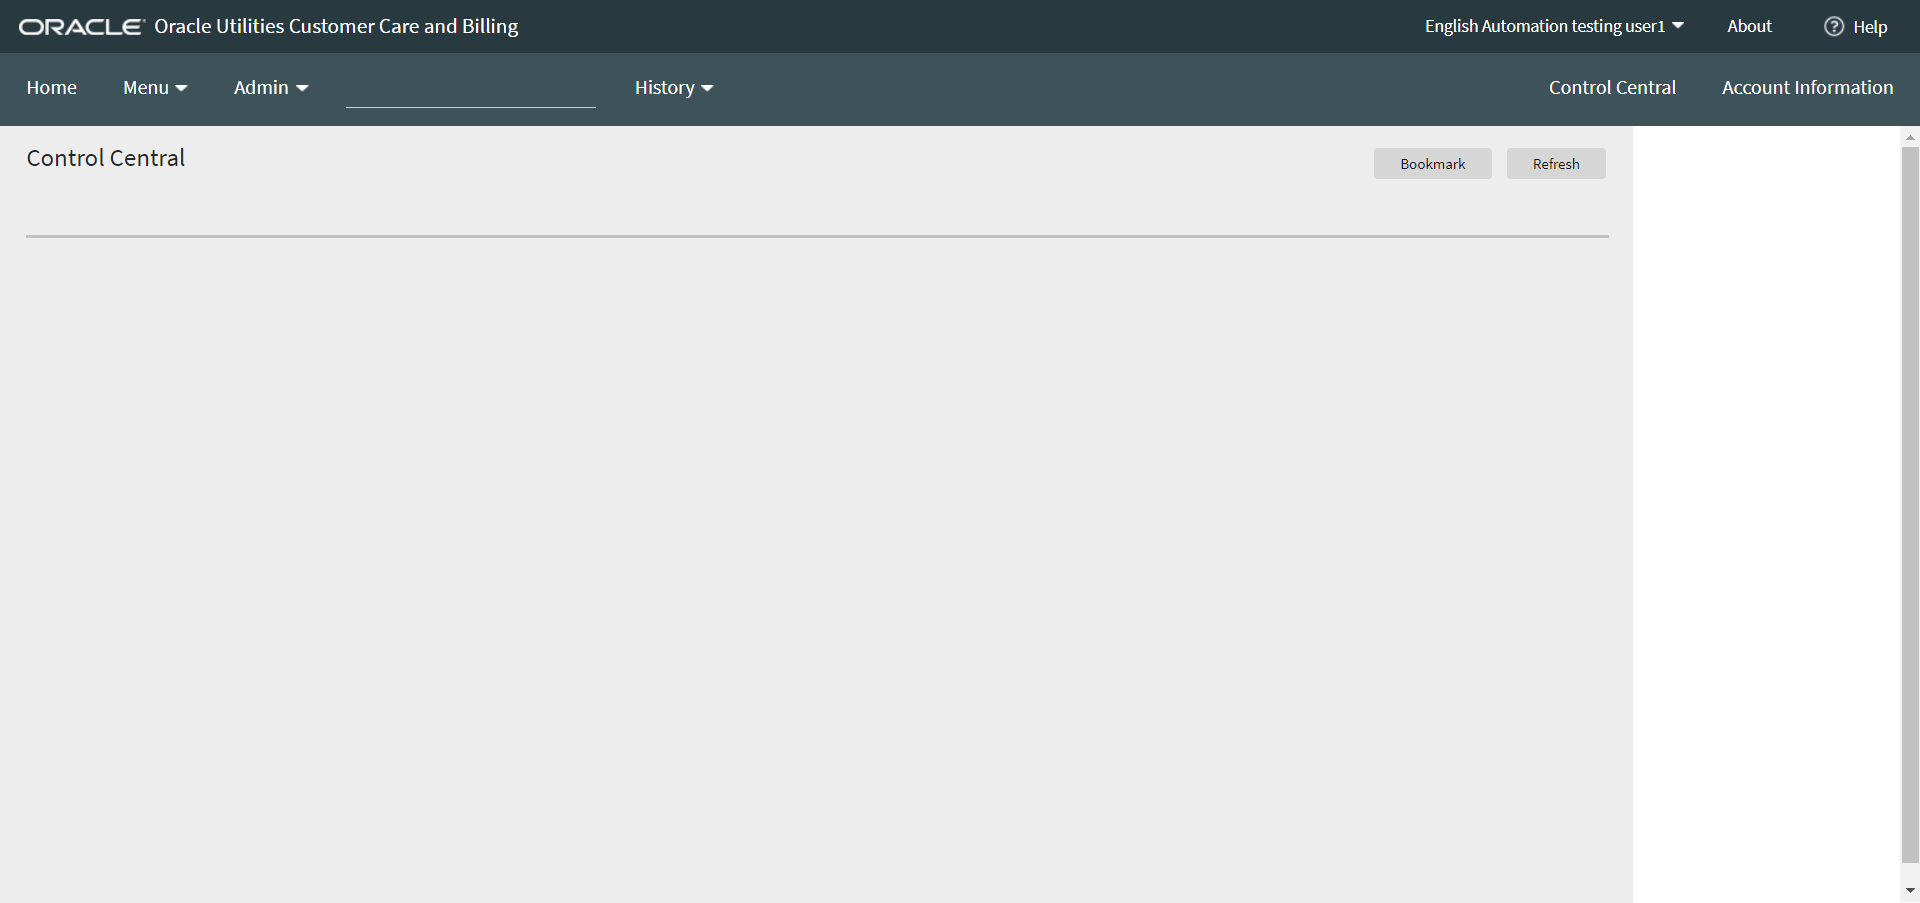 ORACLE Oracle Utilities Customer Care and Billing English Automation testing user1 About ? Help
Home Menu Admin History Control Central Account Information
Control Central Bookmark Refresh